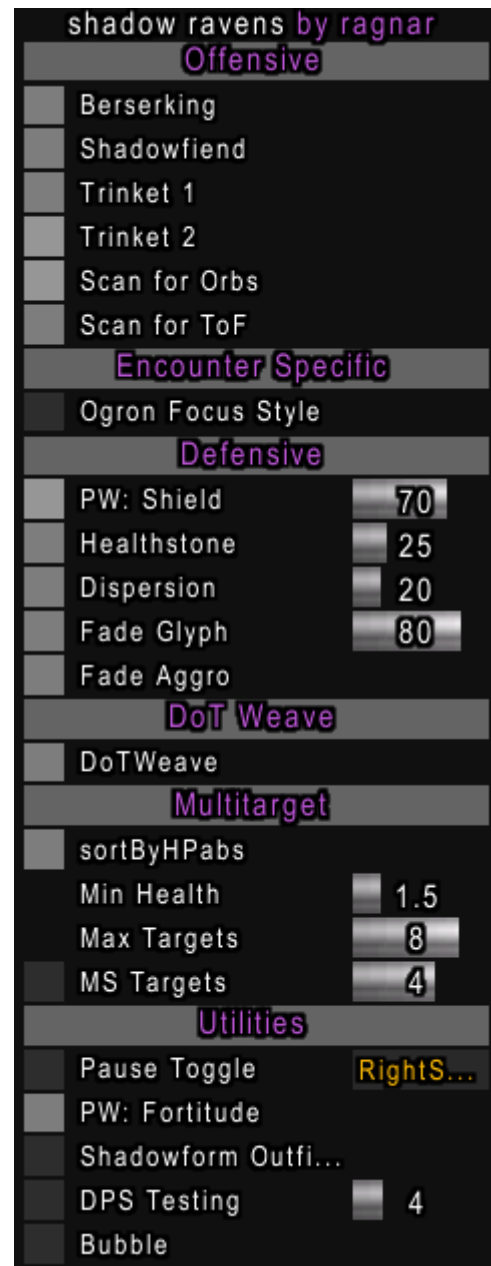 shadow ravens by ragnar
Offensive
Berserking
Shadowfiend
Trinket 1
Trinket 2
Scan for Orbs
Scan for ToF
Encounter Specific
Ogron Focus Style
Defensive
PW: Shield 70
Healthstone 25
Dispersion 20
Fade Glyph 80
Fade Aggro
DoT Weave
DoTWeave
Multitarget
sortByHPabs
Min Health 1.5
Max Targets 8
MS Targets 4
Utilities
Pause Toggle RightS...
PW: Fortitude
Shadowform Outfi...
DPS Testing 4
Bubble